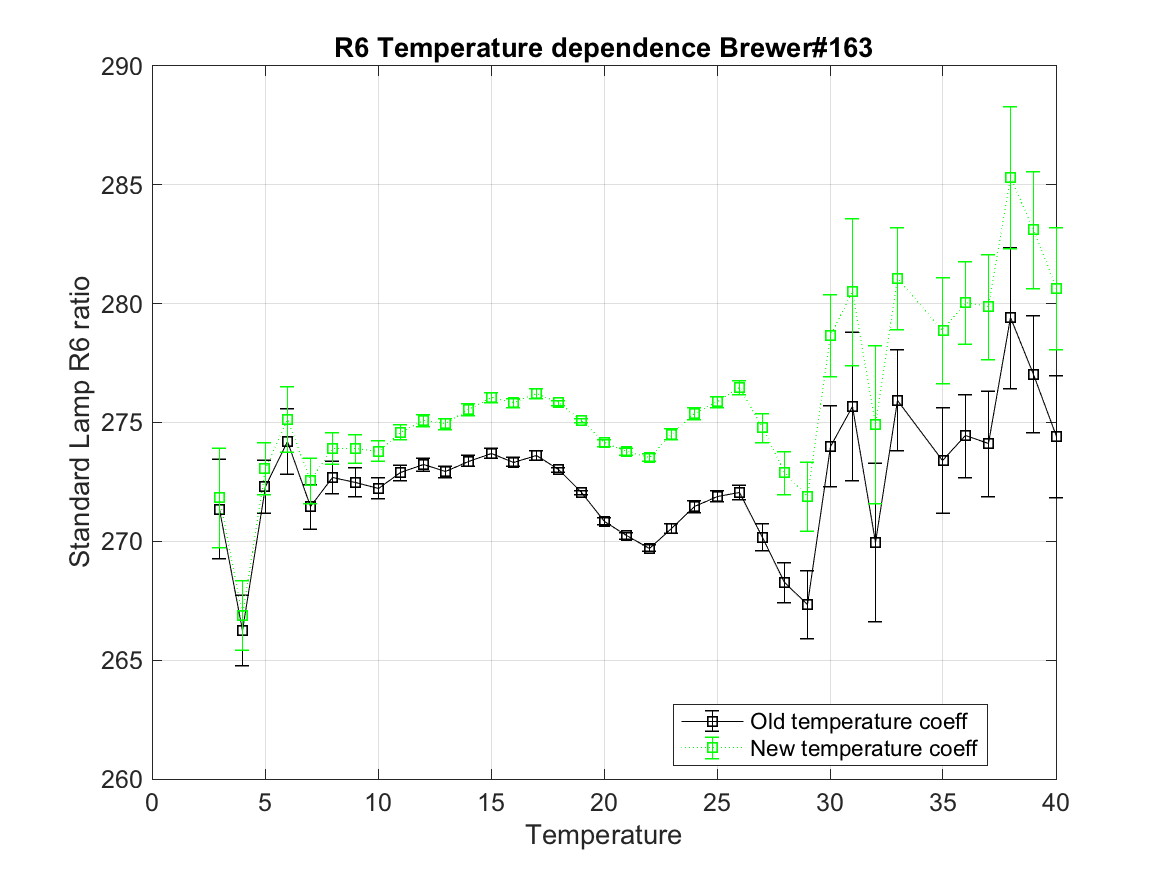 R6 Temperature dependence Brewer#163
290
285
280
275
270
265
260
Standard Lamp R6 ratio
Old temperature coeff
New temperature coeff
0 5 10 15 20 25 30 35 40
Temperature